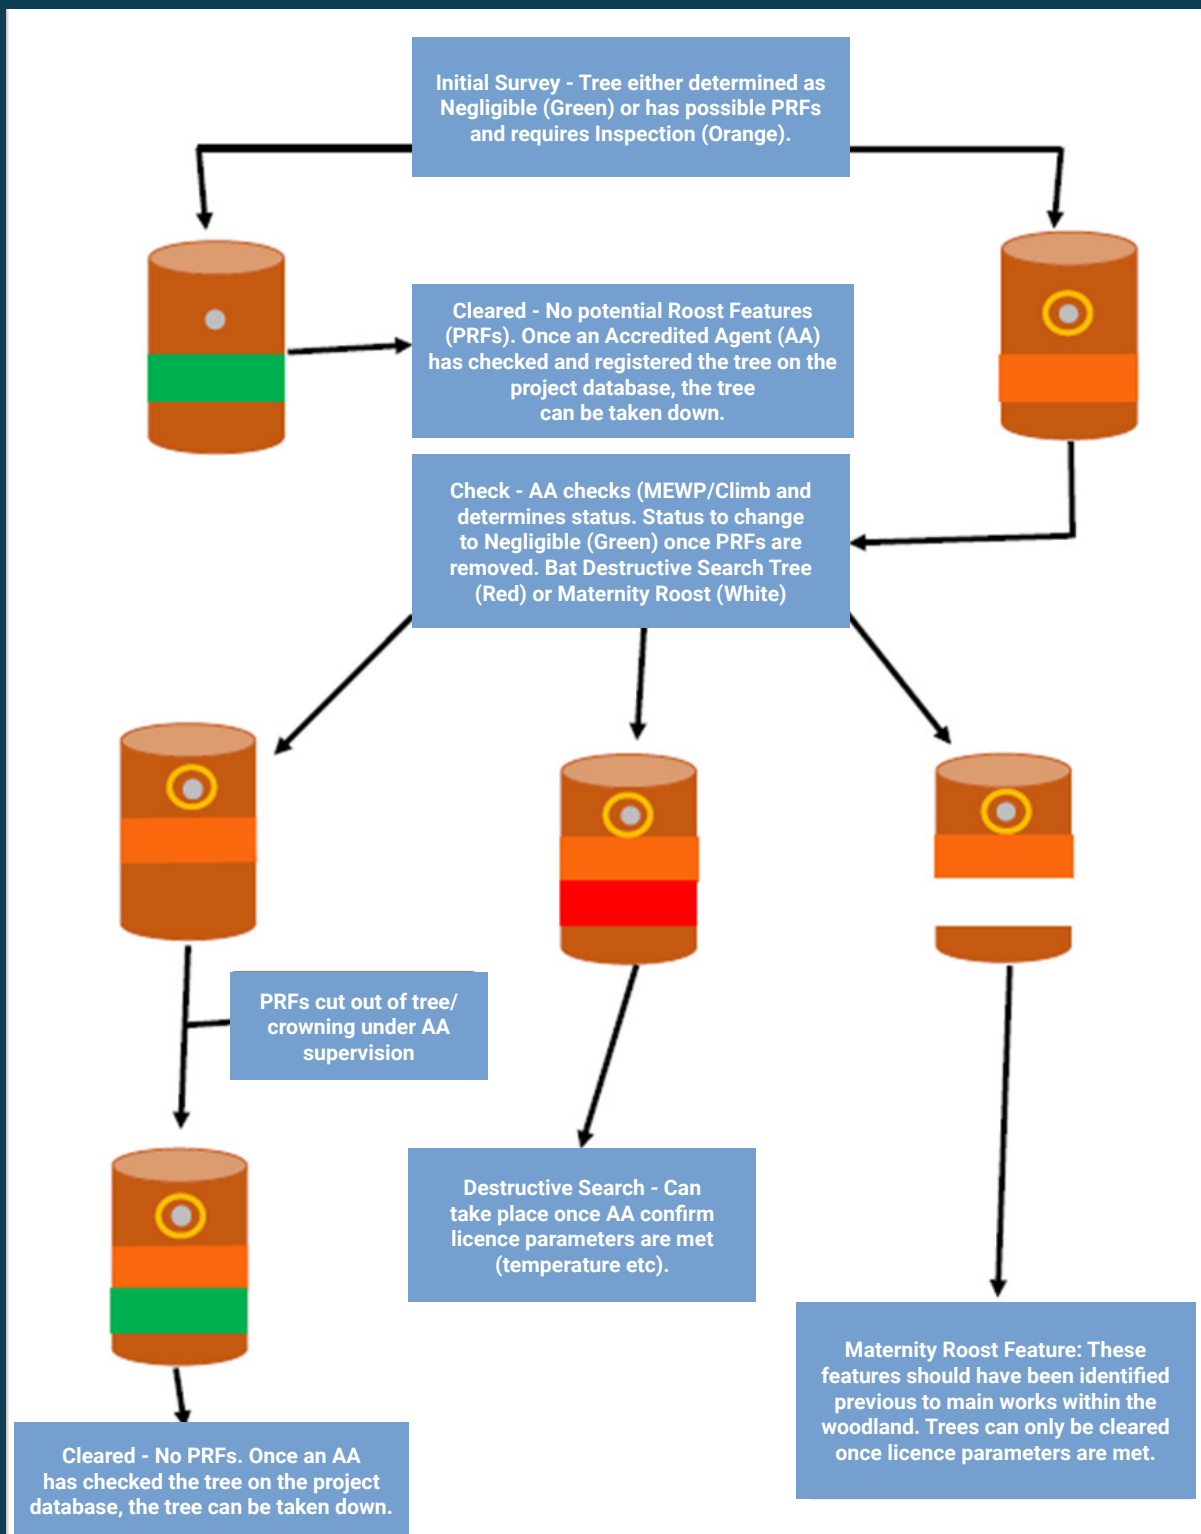 Initial Survey - Tree either determined as
Negligible (Green) or has possible PRFs
and requires Inspection (Orange).
Cleared - No potential Roost Features
(PRFs). Once an Accredited Agent (AA)
has checked and registered the tree on the
project database, the tree
can be taken down.
Check - AA checks (MEWP/Climb and
determines status. Status to change
to Negligible (Green) once PRFs are
removed. Bat Destructive Search Tree
(Red) or Maternity Roost (White)
PRFs cut out of tree/
crowning under AA
supervision
Destructive Search - Can
take place once AA confirm
licence parameters are met
(temperature etc).
Maternity Roost Feature: These
features should have been identified
previous to main works within the
woodland. Trees can only be cleared
once licence parameters are met.
Cleared - No PRFs. Once an AA
has checked the tree on the project
database, the tree can be taken down.